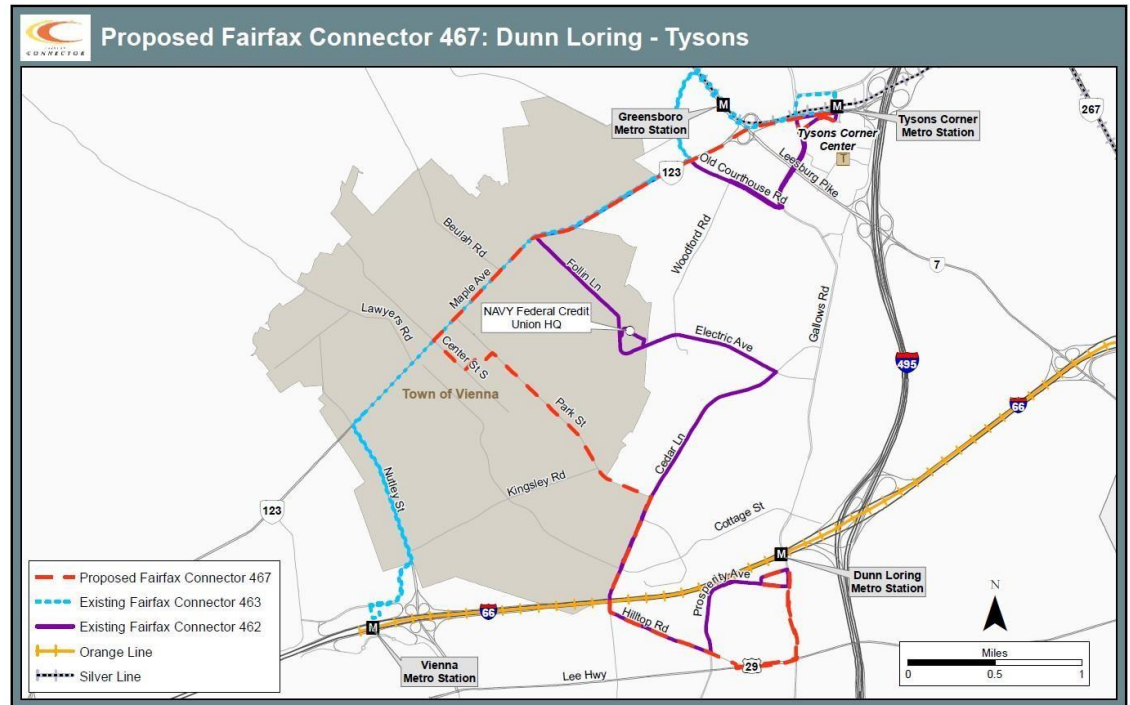 CONNECTOR
Proposed Fairfax Connector 467: Dunn Loring - Tysons
Greensboro
Metro Station
M
M
Tysons Corner
Metro Station
267
Tysons Corner
Center
T
123
Old Courthouse Rd
Leesburg Pike
Beulah Rd
Woodford Rd
7
Maple Ave
Follin Ln
Lawyers Rd
NAVY Federal Credit
Union HQ
Electric Ave
Gallows Rd
495
Center St S
Town of Vienna
66
Park St
Cedar Ln
Nutley St
Kingsley Rd
123
Cottage St
M
Dunn Loring
Metro Station
Prosperity Ave
66
Hilltop Rd
M
Vienna
Metro Station
Lee Hwy
29
N
Miles
0 0.5 1
Proposed Fairfax Connector 467
Existing Fairfax Connector 463
Existing Fairfax Connector 462
Orange Line
Silver Line